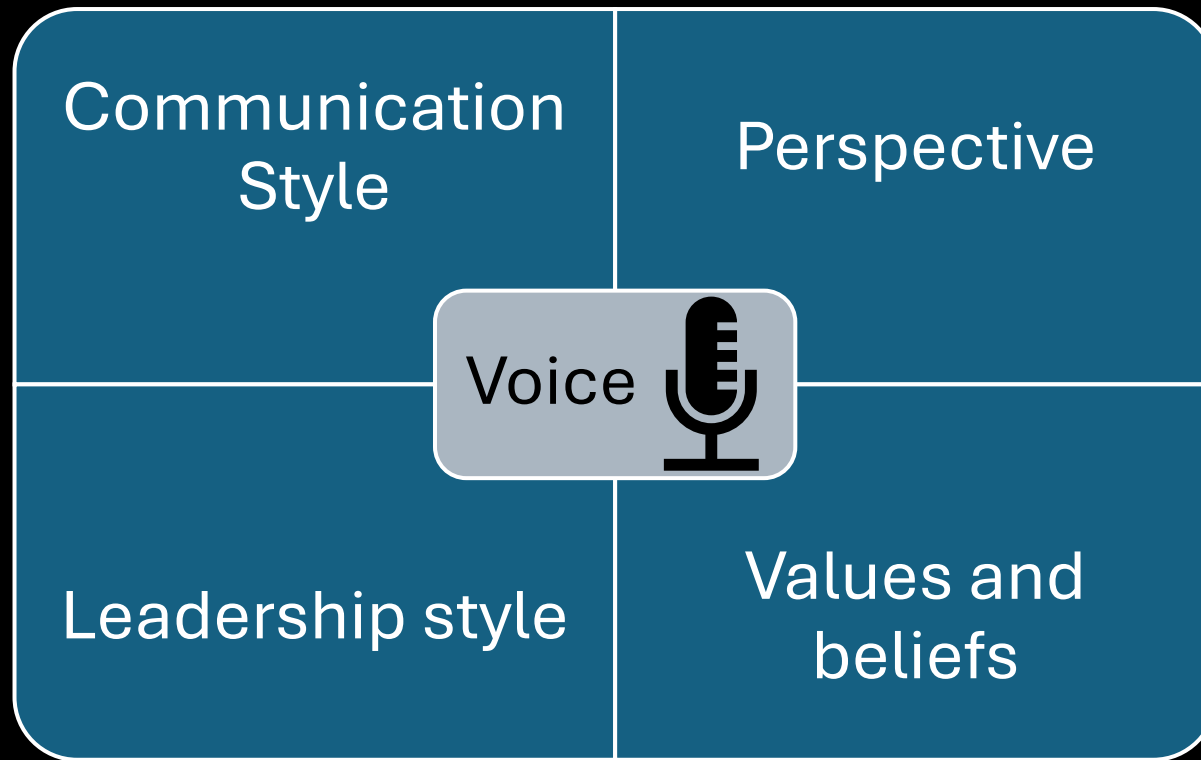 Communication
Style
Perspective
Voice
Leadership style
Values and
beliefs